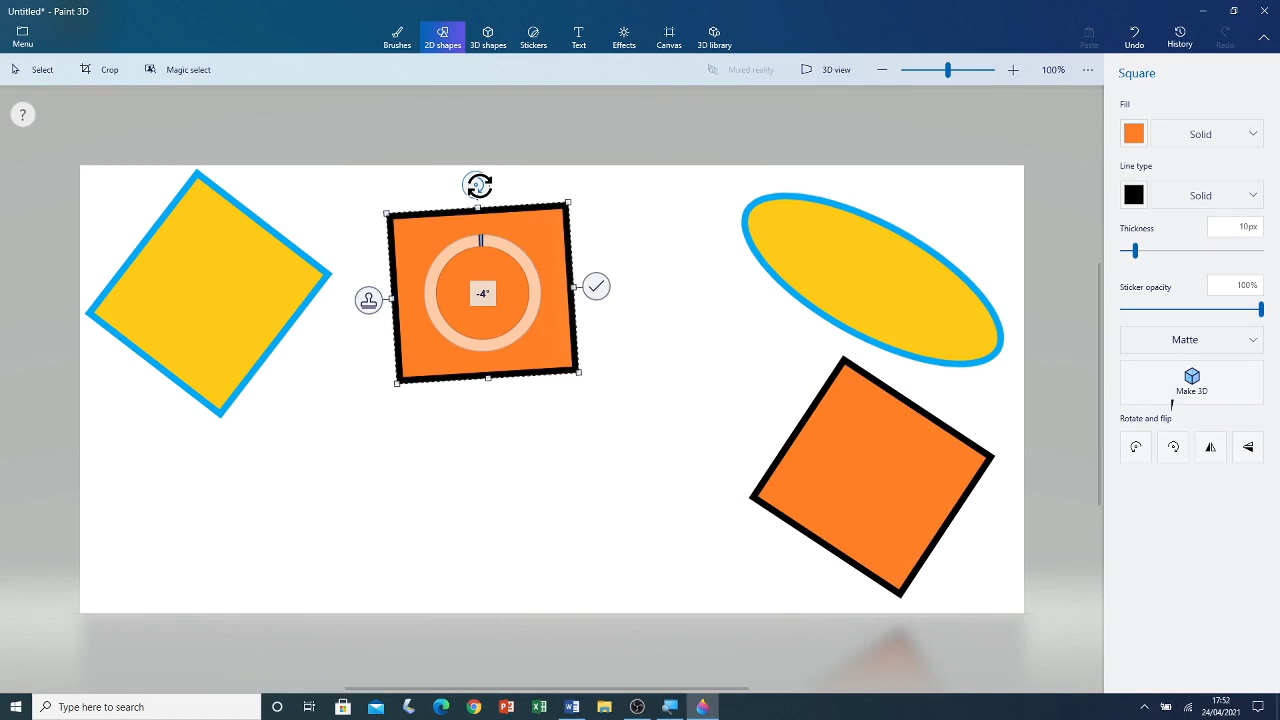 Untitled* - Paint 3D
Menu
Brushes
2D shapes
3D shapes
Stickers
Text
Effects
Canvas
3D library
Paste
Undo
History
Redo
Select
Crop
Magic select
Mixed reality
3D view
100%
Square
?
Fill
Solid
Line type
Solid
Thickness
10px
Sticker opacity
100%
Matte
Make 3D
Rotate and flip
-4°
Type here to search
17:52
24/04/2021